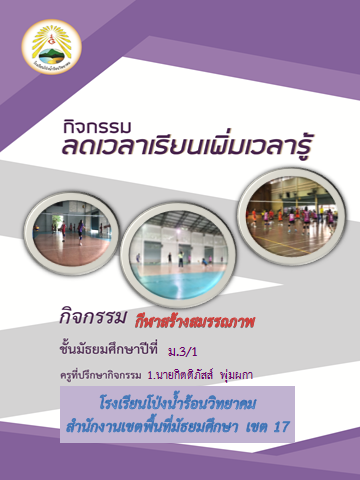 กิจกรรม
ลดเวลาเรียนเพิ่มเวลารู้
กิจกรรม กีฬาสร้างสมรรถภาพ
ชั้นมัธยมศึกษาปีที่ ม.3/1
ครูที่ปรึกษากิจกรรม 1.นายกิตติภัสส์ พุ่มผกา
โรงเรียนโป่งน้ำร้อนวิทยาคม
สำนักงานเขตพื้นที่มัธยมศึกษา เขต 17